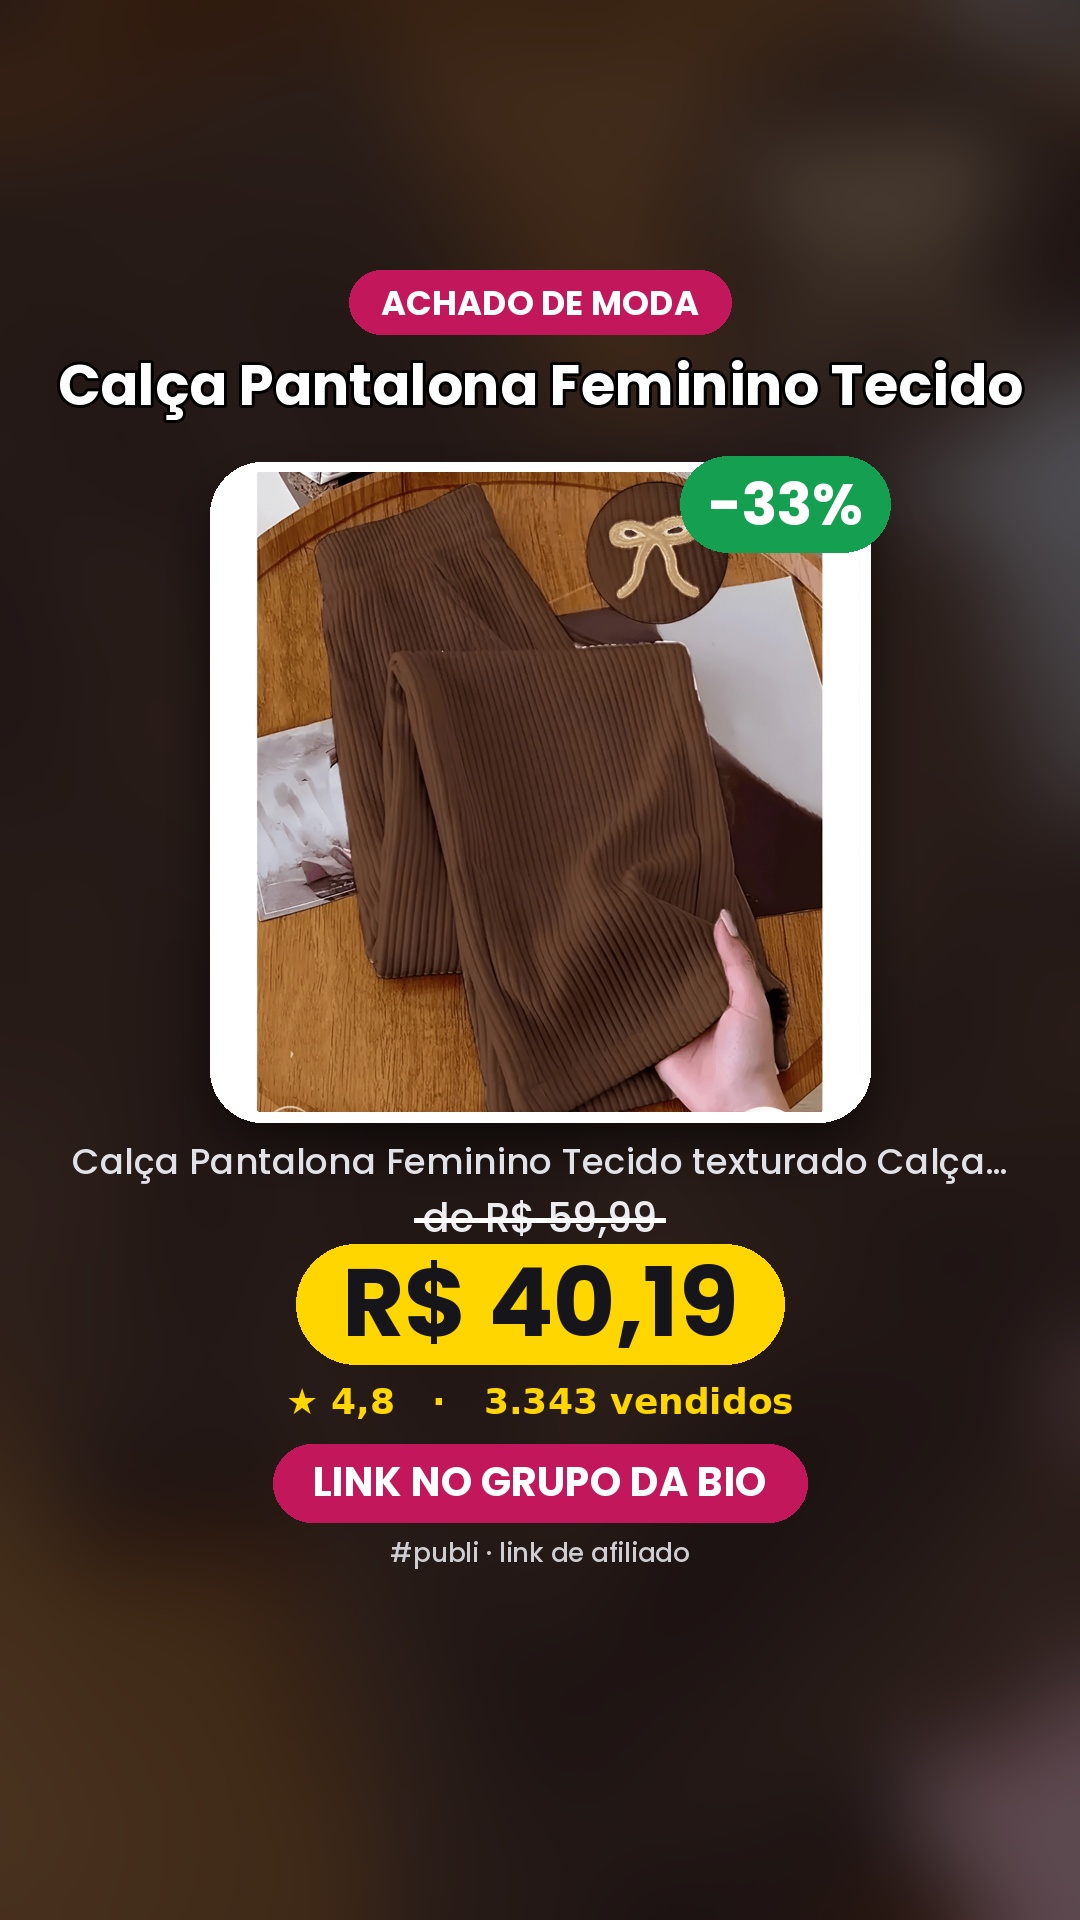 ACHADO DE MODA
Calça Pantalona Feminino Tecido
-33%
Calça Pantalona Feminino Tecido texturado Calça...
de R$ 59,99
R$ 40,19
★ 4,8 · 3.343 vendidos
LINK NO GRUPO DA BIO
#publi · link de afiliado